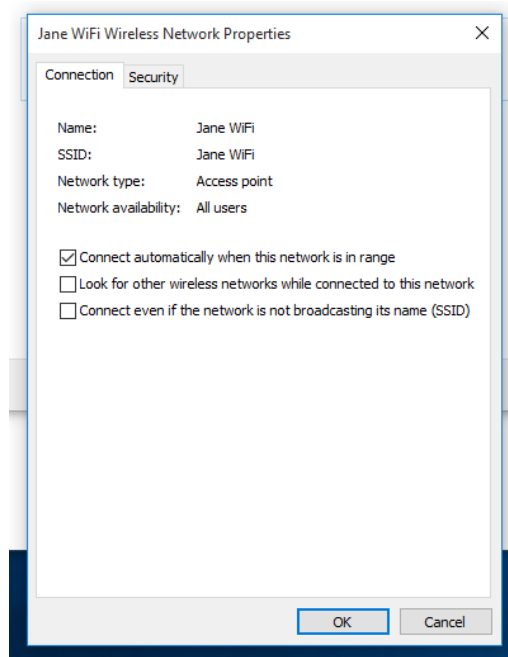 Jane WiFi Wireless Network Properties
Connection Security
Name: Jane WiFi
SSID: Jane WiFi
Network type: Access point
Network availability: All users
Connect automatically when this network is in range
Look for other wireless networks while connected to this network
Connect even if the network is not broadcasting its name (SSID)
OK Cancel